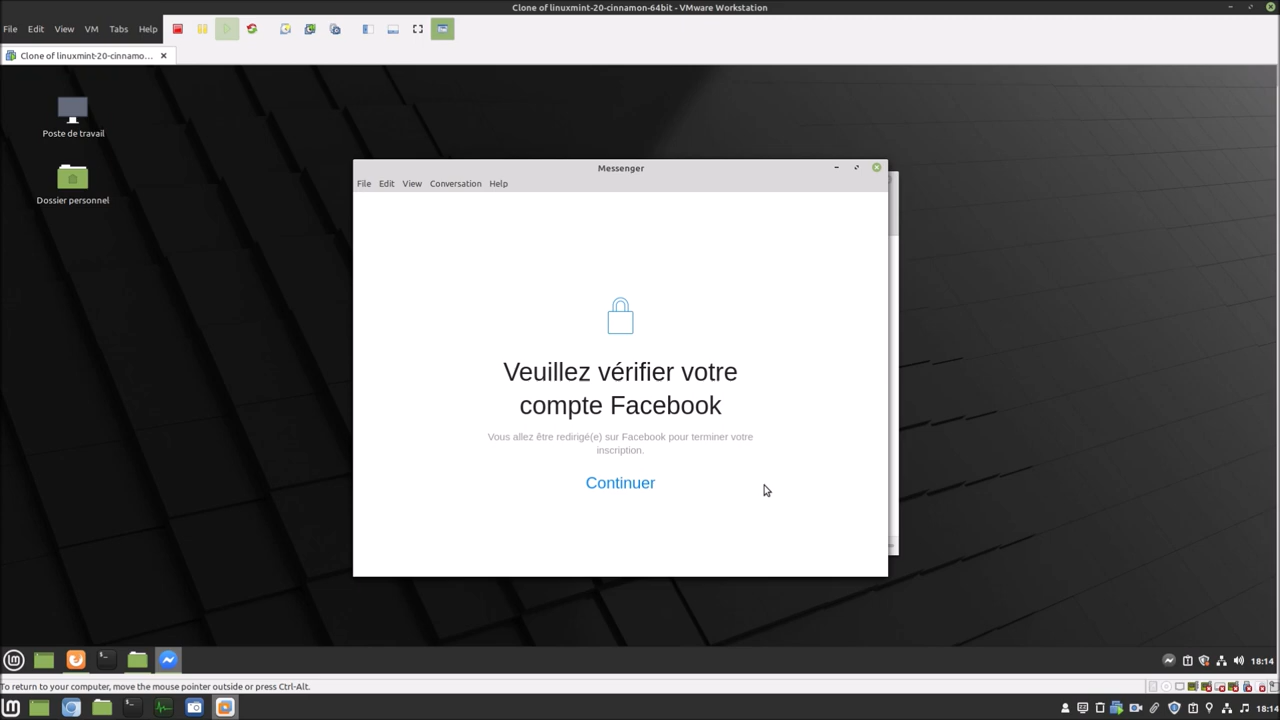 Clone of linuxmint-20-cinnamon-64bit - VMware Workstation
File Edit View VM Tabs Help
Clone of linuxmint-20-cinnamo...
Poste de travail
Dossier personnel
Messenger
File Edit View Conversation Help
Veuillez vérifier votre
compte Facebook
Vous allez être redirigé(e) sur Facebook pour terminer votre
inscription.
Continuer
18:14
To return to your computer, move the mouse pointer outside or press Ctrl-Alt.
18:14